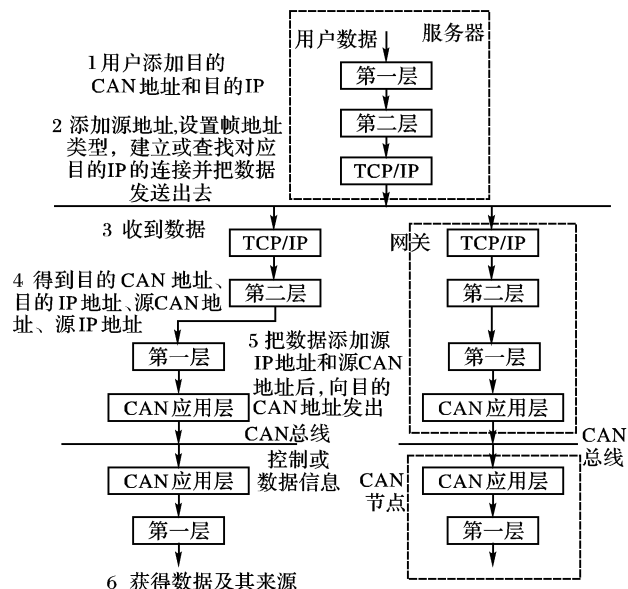 用户数据
服务器
1用户添加目的
CAN地址和目的IP
第一层
2 添加源地址,设置帧地址
类型，建立或查找对应
目的IP的连接并把数据
发送出去
第二层
TCP/IP
3 收到数据
TCP/IP
网关
TCP/IP
4 得到目的CAN 地址、
目的IP地址、源CAN地
址、源IP地址
第二层
第二层
第一层
5 把数据添加源
IP地址和源CAN
地址后,向目的
CAN地址发出
第一层
CAN应用层
CAN应用层
CAN总线
CAN
总线
控制或
数据信息
CAN应用层
CAN
节点
CAN应用层
第一层
第一层
6 获得数据及其来源